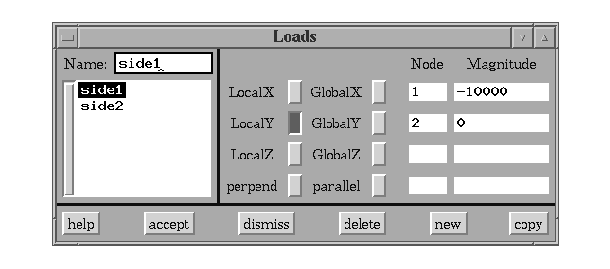 Loads
Name: side1
Node Magnitude
side1
side2
LocalX GlobalX 1 -10000
LocalY GlobalY 2 0
LocalZ GlobalZ
perpend parallel
help accept dismiss delete new copy